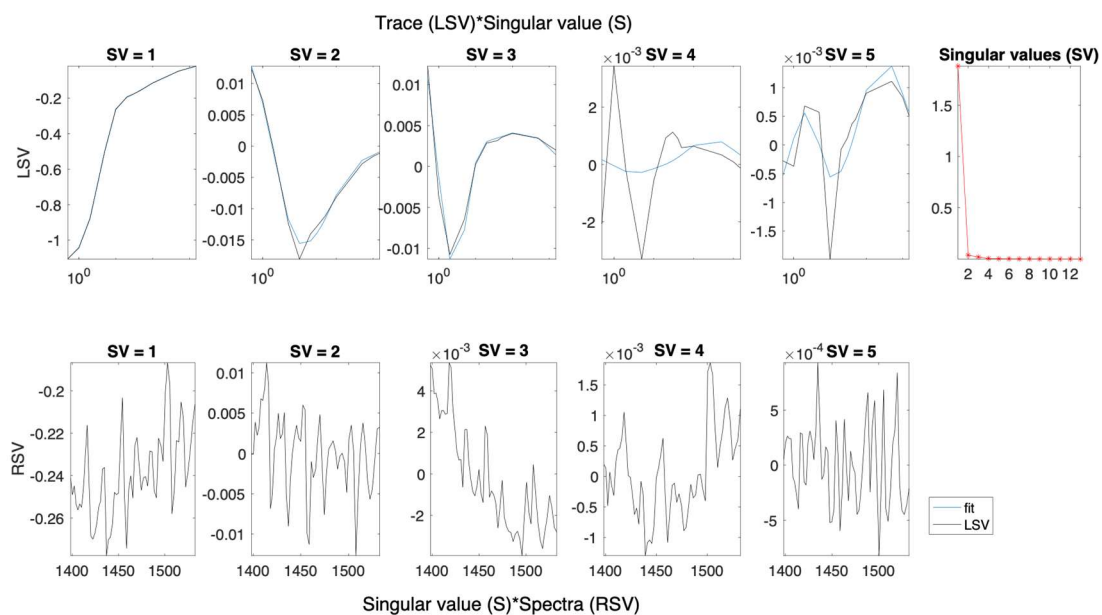 Trace (LSV)*Singular value (S)
SV = 1
SV = 2
SV = 3
×10⁻³ SV = 4
×10⁻³ SV = 5
Singular values (SV)
LSV
-0.2
-0.4
-0.6
-0.8
-1
10⁰
0.01
0.005
0
-0.005
-0.01
-0.015
10⁰
0.01
0.005
0
-0.005
-0.01
10⁰
2
0
-2
10⁰
1
0.5
0
-0.5
-1
-1.5
10⁰
1.5
1
0.5
2 4 6 8 10 12
SV = 1
SV = 2
×10⁻³ SV = 3
×10⁻³ SV = 4
×10⁻⁴ SV = 5
RSV
-0.2
-0.22
-0.24
-0.26
1400 1450 1500
0.01
0.005
0
-0.005
-0.01
1400 1450 1500
4
2
0
-2
1400 1450 1500
1.5
1
0.5
0
-0.5
-1
1400 1450 1500
5
0
-5
1400 1450 1500
fit
LSV
Singular value (S)*Spectra (RSV)